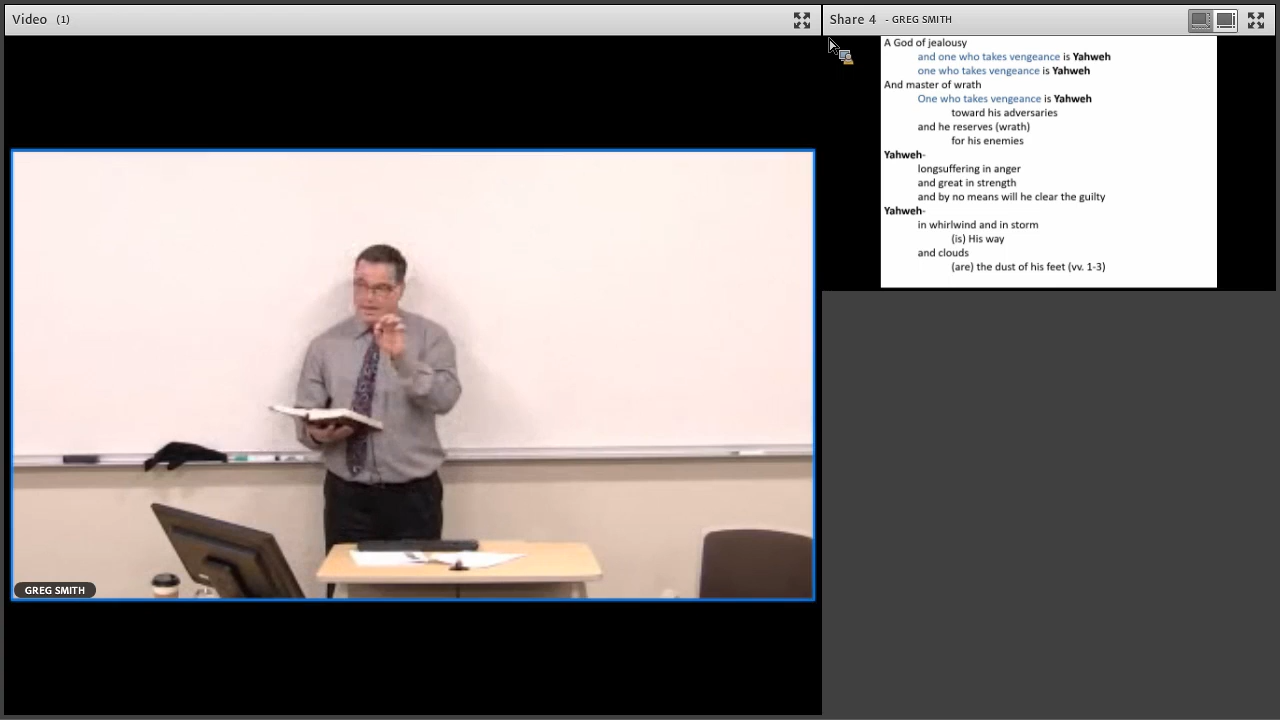 Video (1)
Share 4 - GREG SMITH
A God of jealousy
and one who takes vengeance is Yahweh
one who takes vengeance is Yahweh
And master of wrath
One who takes vengeance is Yahweh
toward his adversaries
and he reserves (wrath)
for his enemies
Yahweh-
longsuffering in anger
and great in strength
and by no means will he clear the guilty
Yahweh-
in whirlwind and in storm
(is) His way
and clouds
(are) the dust of his feet (vv. 1-3)
GREG SMITH